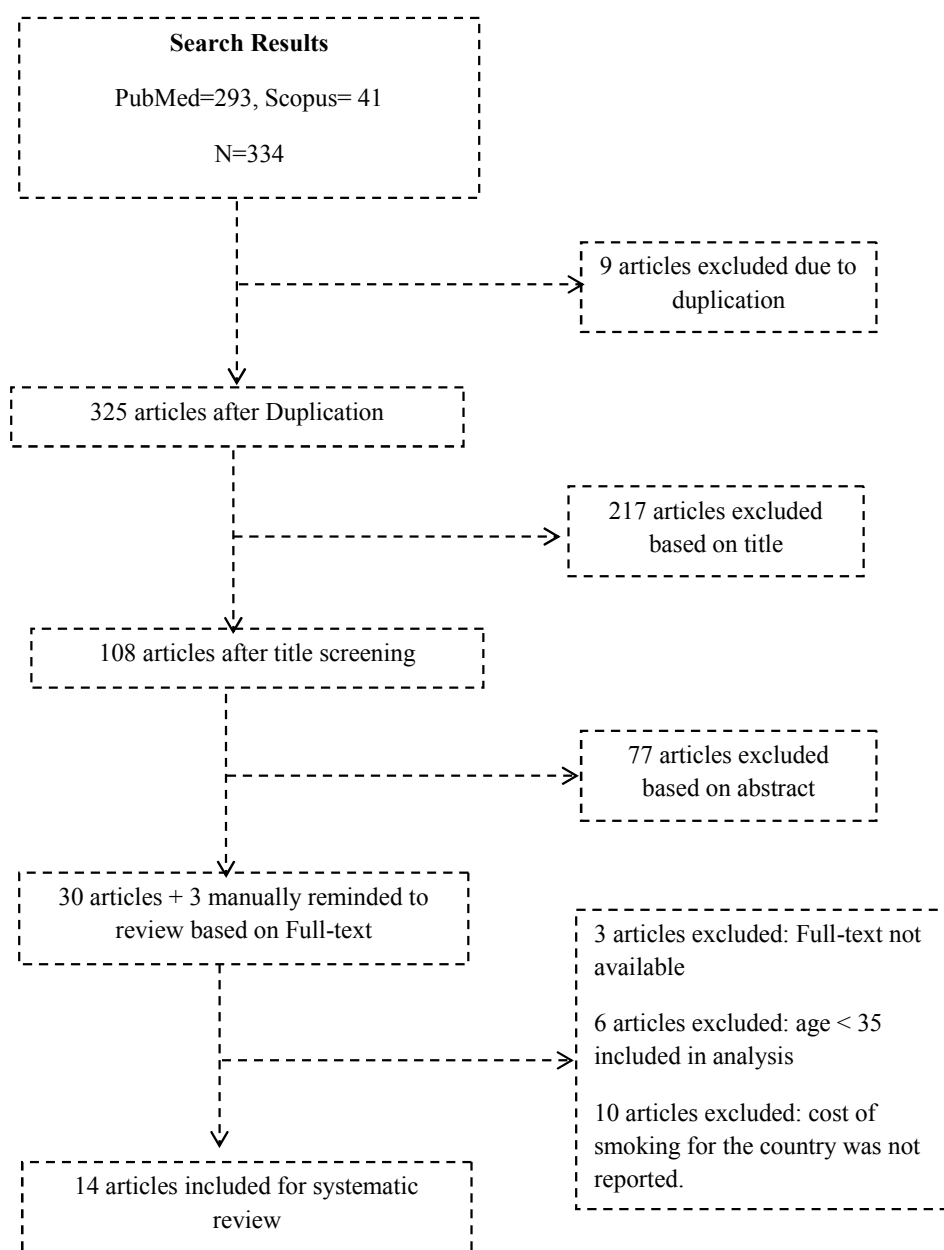 Search Results
PubMed=293, Scopus= 41
N=334
9 articles excluded due to
duplication
325 articles after Duplication
217 articles excluded
based on title
108 articles after title screening
77 articles excluded
based on abstract
30 articles + 3 manually reminded to
review based on Full-text
3 articles excluded: Full-text not
available
6 articles excluded: age < 35
included in analysis
10 articles excluded: cost of
smoking for the country was not
reported.
14 articles included for systematic
review